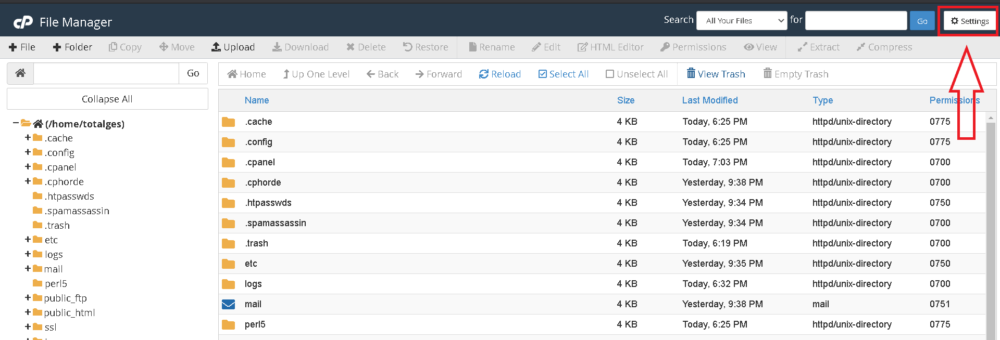 cP File Manager
Search All Your Files for Go Settings
File Folder Copy Move Upload Download Delete Restore Rename Edit HTML Editor Permissions View Extract Compress
Go
Collapse All
(/home/totalges)
.cache
.config
.cpanel
.cphorde
.htpasswds
.spamassassin
.trash
etc
logs
mail
perl5
public_ftp
public_html
ssl
Home Up One Level Back Forward Reload Select All Unselect All View Trash Empty Trash
Name Size Last Modified Type Permissions
.cache 4 KB Today, 6:25 PM httpd/unix-directory 0775
.config 4 KB Today, 6:25 PM httpd/unix-directory 0775
.cpanel 4 KB Today, 7:03 PM httpd/unix-directory 0700
.cphorde 4 KB Yesterday, 9:38 PM httpd/unix-directory 0700
.htpasswds 4 KB Yesterday, 9:34 PM httpd/unix-directory 0750
.spamassassin 4 KB Yesterday, 9:34 PM httpd/unix-directory 0700
.trash 4 KB Today, 6:19 PM httpd/unix-directory 0700
etc 4 KB Yesterday, 9:35 PM httpd/unix-directory 0750
logs 4 KB Today, 6:32 PM httpd/unix-directory 0700
mail 4 KB Yesterday, 9:38 PM mail 0751
perl5 4 KB Today, 6:25 PM httpd/unix-directory 0775